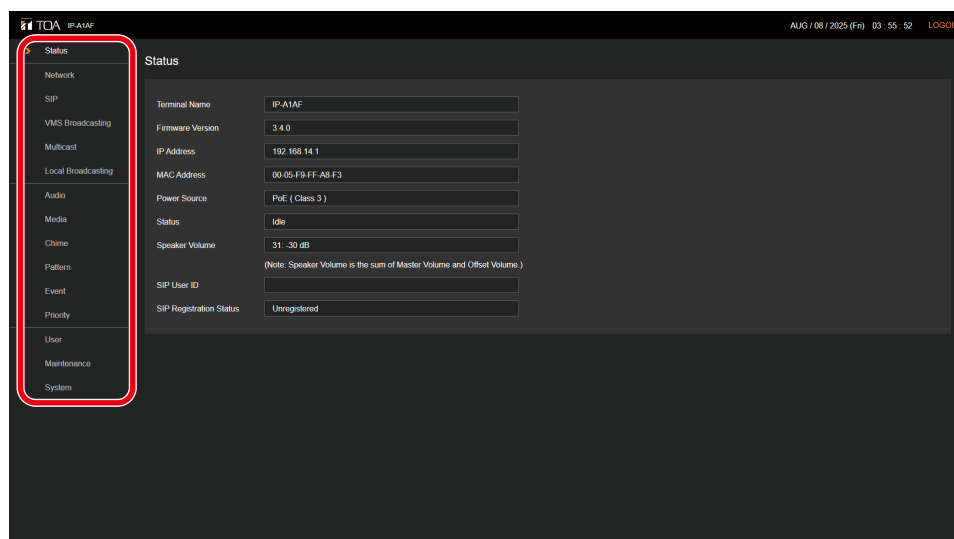 TOA IP-A1AF AUG / 08 / 2025 (Fri) 03 : 55 : 52 LOGOU
Status
Network
SIP
VMS Broadcasting
Multicast
Local Broadcasting
Audio
Media
Chime
Pattern
Event
Priority
User
Maintenance
System
Status
Terminal Name IP-A1AF
Firmware Version 3.4.0
IP Address 192.168.14.1
MAC Address 00-05-F9-FF-A8-F3
Power Source PoE ( Class 3 )
Status Idle
Speaker Volume 31: -30 dB
(Note: Speaker Volume is the sum of Master Volume and Offset Volume.)
SIP User ID
SIP Registration Status Unregistered